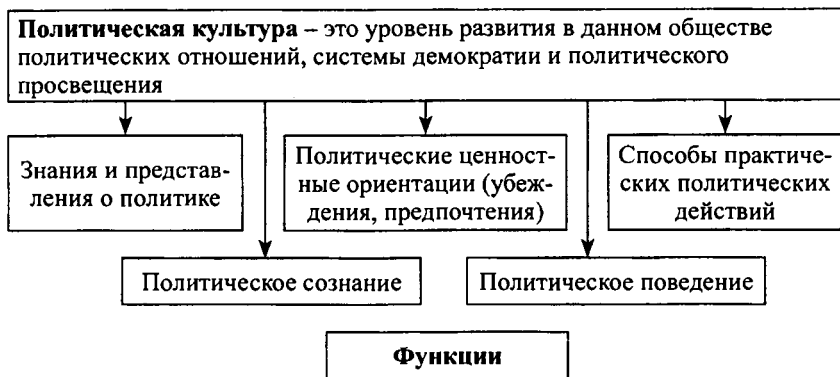 Политическая культура – это уровень развития в данном обществе
политических отношений, системы демократии и политического
просвещения
Знания и представ-
ления о политике
Политические ценност-
ные ориентации (убеж-
дения, предпочтения)
Способы практиче-
ских политических
действий
Политическое сознание
Политическое поведение
Функции